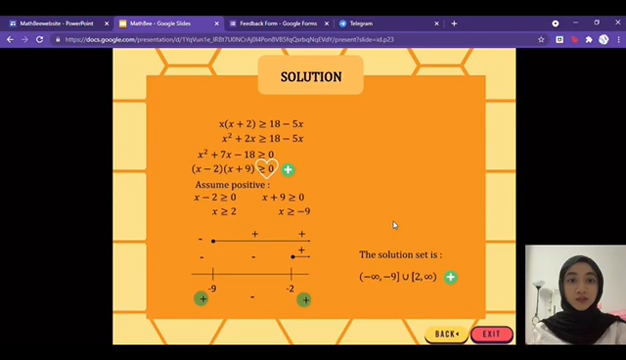 MathBeewebsite - PowerPoint
MathBee - Google Slides
Feedback Form - Google Forms
Telegram
SOLUTION
x(x + 2) ≥ 18 − 5x
x² + 2x ≥ 18 − 5x
x² + 7x − 18 ≥ 0
(x − 2)(x + 9) ≥ 0 +
Assume positive :
x − 2 ≥ 0 x + 9 ≥ 0
x ≥ 2 x ≥ −9
- + +
- - +
-9 -2
+ - +
The solution set is :
(−∞, −9] ∪ [2, ∞) +
BACK
EXIT